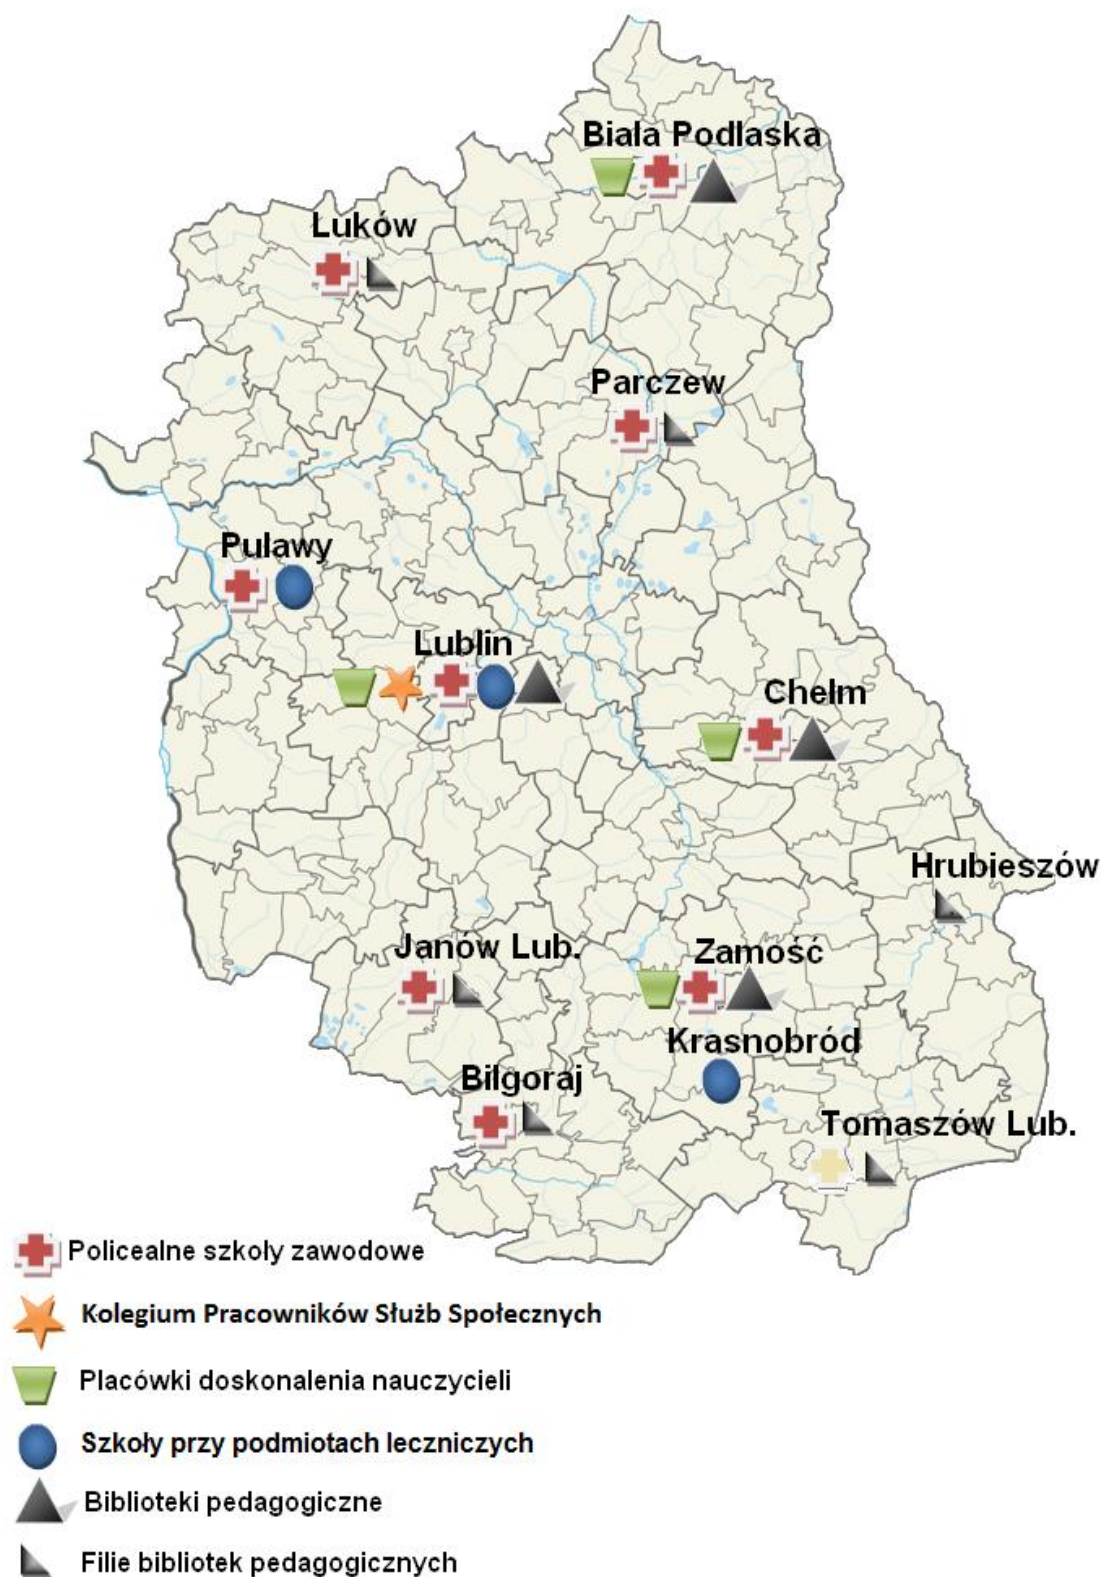 Biała Podlaska
Łuków
Parczew
Puławy
Lublin
Chełm
Hrubieszów
Janów Lub.
Zamość
Krasnobród
Biłgoraj
Tomaszów Lub.
Policealne szkoły zawodowe
Kolegium Pracowników Służb Społecznych
Placówki doskonalenia nauczycieli
Szkoły przy podmiotach leczniczych
Biblioteki pedagogiczne
Filie bibliotek pedagogicznych